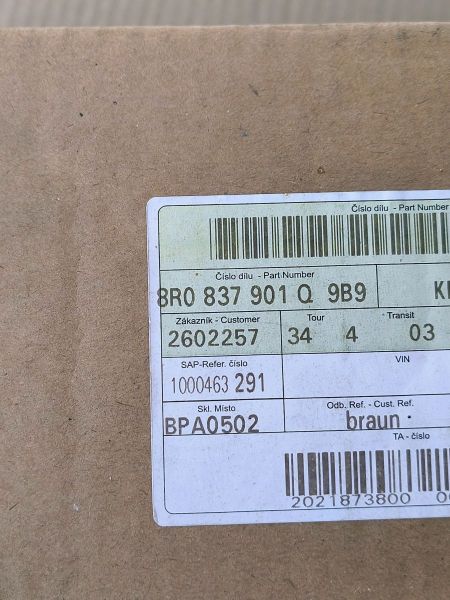 Číslo dílu - Part Number
Číslo dílu - Part Number
8R0 837 901 Q 9B9
Zákazník - Customer Tour Transit
2602257 34 4 03
SAP-Refer. číslo VIN
1000463 291
Skl. Místo Odb. Ref. - Cust. Ref.
BPA0502 braun
TA - číslo
2021873800